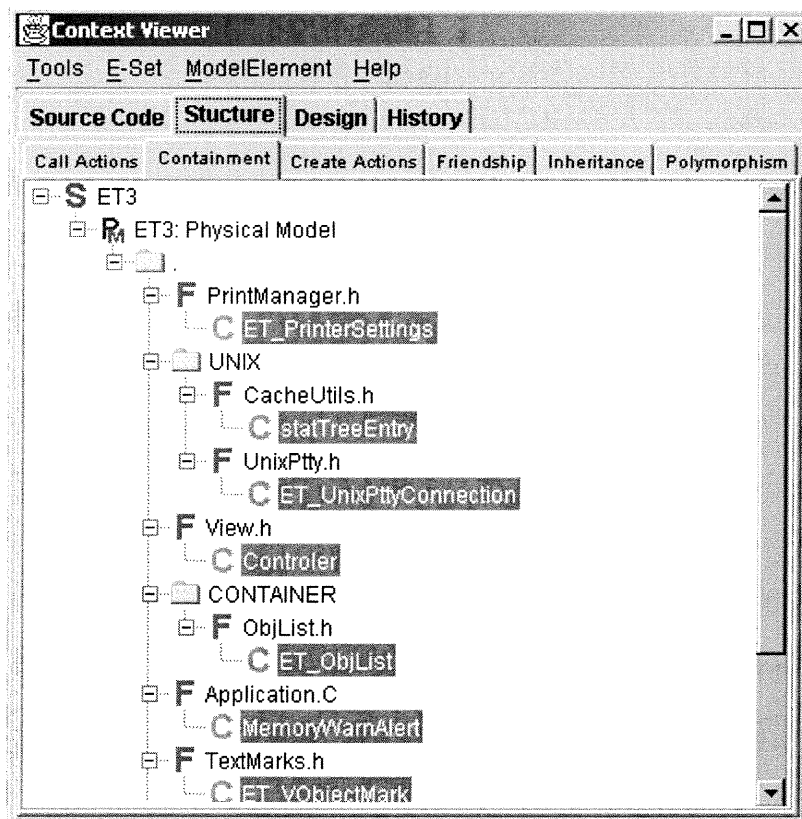 Context Viewer
Tools E-Set ModelElement Help
Source Code Stucture Design History
Call Actions Containment Create Actions Friendship Inheritance Polymorphism
S ET3
PM ET3: Physical Model
.
F PrintManager.h
C ET_PrinterSettings
UNIX
F CacheUtils.h
C statTreeEntry
F UnixPtty.h
C ET_UnixPttyConnection
F View.h
C Controler
CONTAINER
F ObjList.h
C ET_ObjList
F Application.C
C MemoryWarnAlert
F TextMarks.h
C ET_VObjectMark